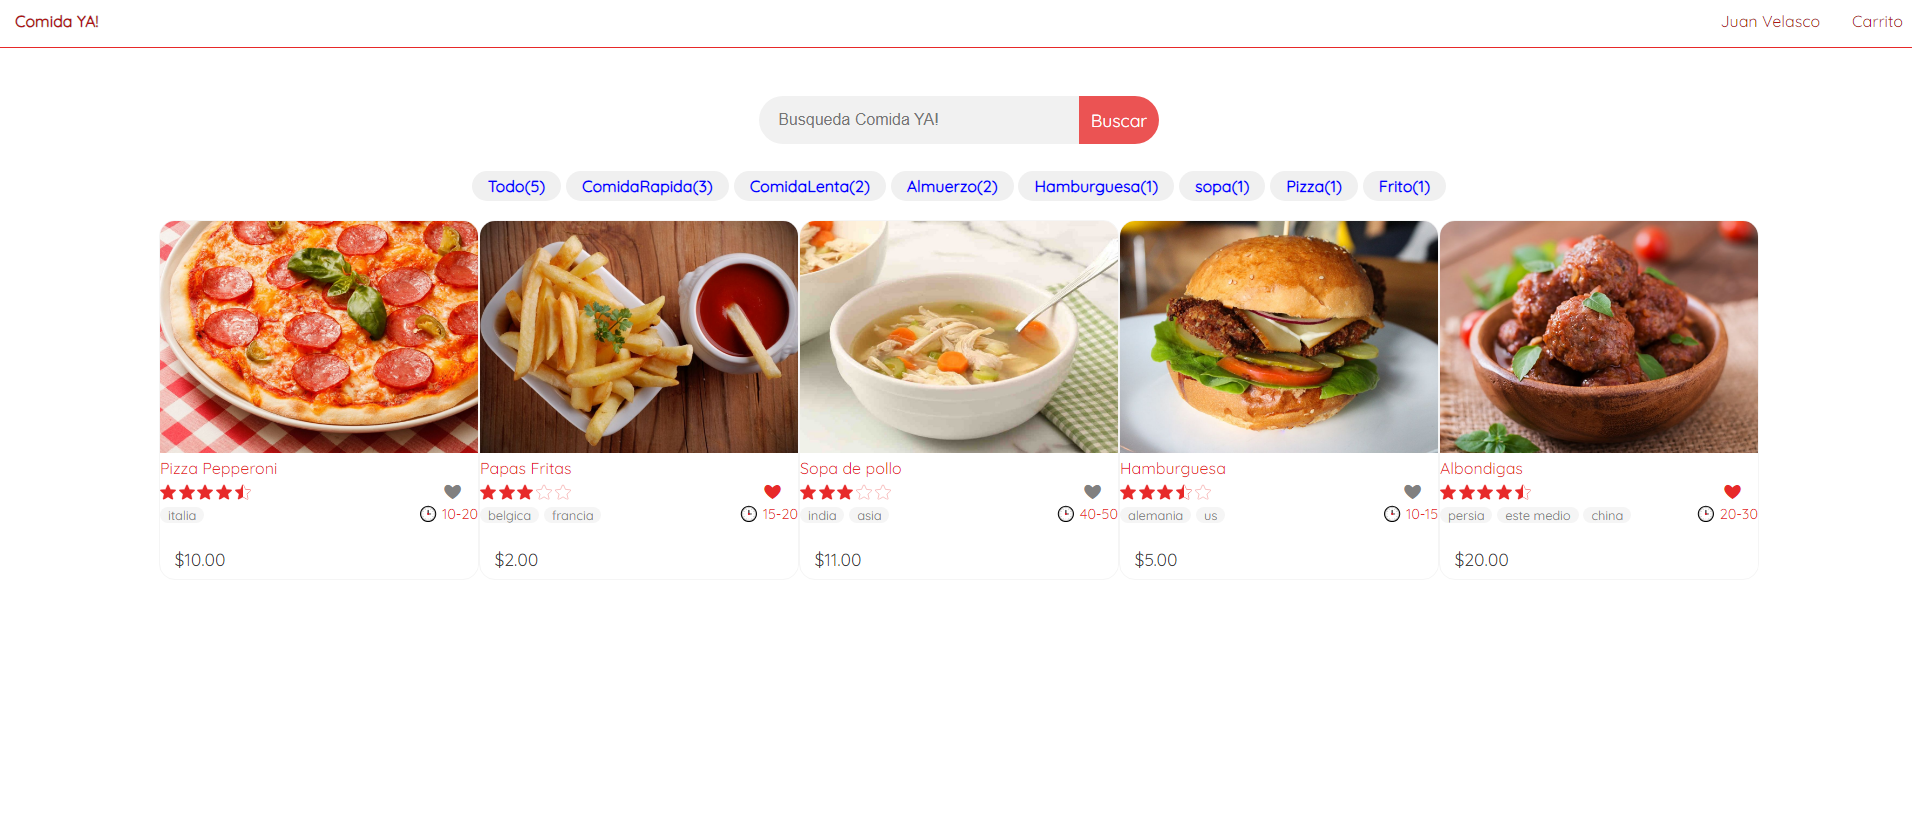 Comida YA! Juan Velasco Carrito
Busqueda Comida YA! Buscar
Todo(5) ComidaRapida(3) ComidaLenta(2) Almuerzo(2) Hamburguesa(1) sopa(1) Pizza(1) Frito(1)
Pizza Pepperoni
italia 10-20
$10.00
Papas Fritas
belgica francia 15-20
$2.00
Sopa de pollo
india asia 40-50
$11.00
Hamburguesa
alemania us 10-15
$5.00
Albondigas
persia este medio china 20-30
$20.00